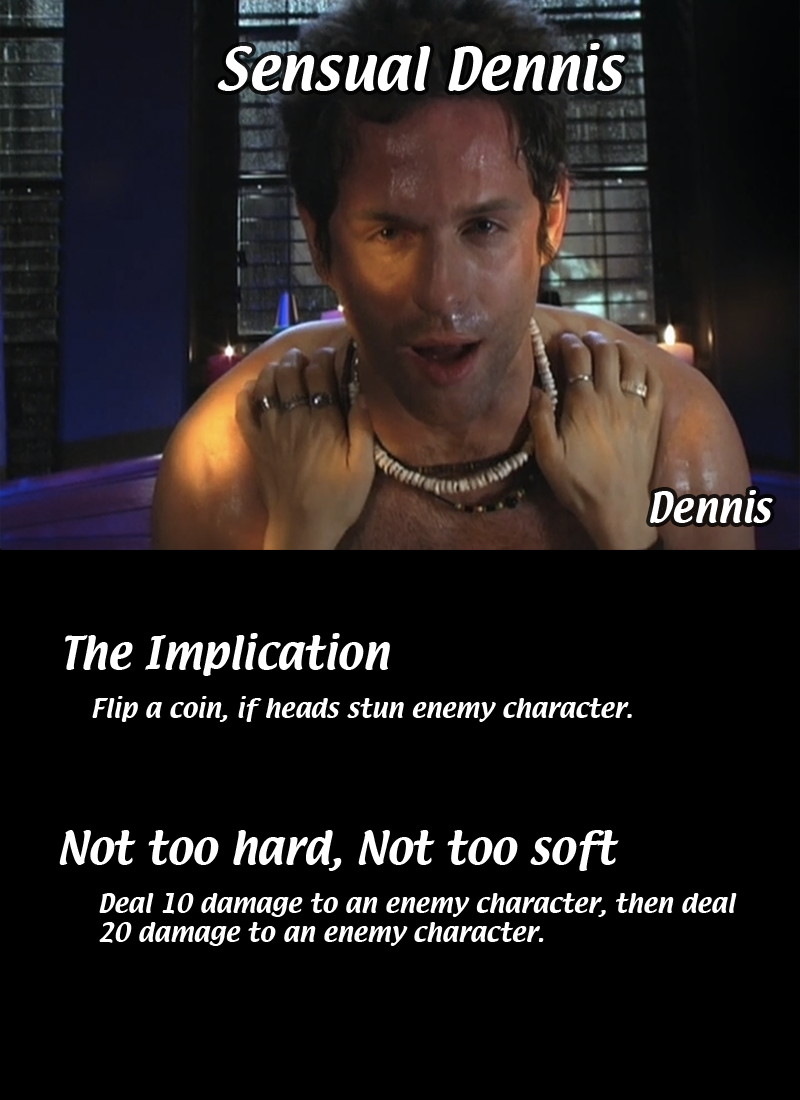 Sensual Dennis
Dennis
The Implication
Flip a coin, if heads stun enemy character.
Not too hard, Not too soft
Deal 10 damage to an enemy character, then deal
20 damage to an enemy character.